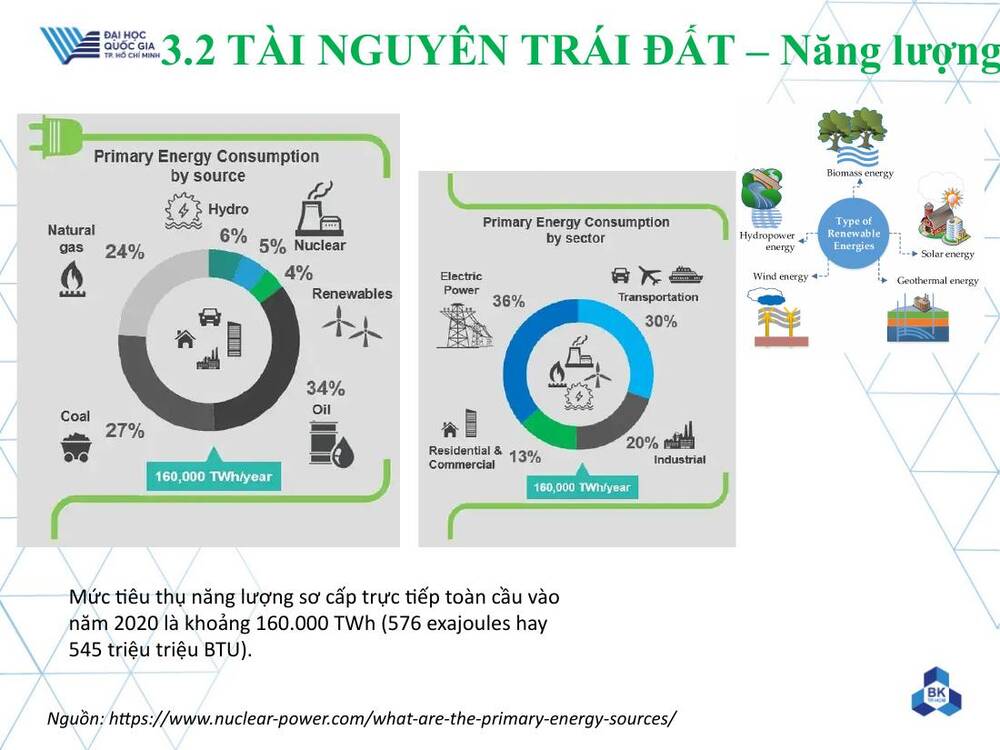 ĐẠI HỌC
QUỐC GIA
TP. HỒ CHÍ MINH
3.2 TÀI NGUYÊN TRÁI ĐẤT – Năng lượng
Primary Energy Consumption
by source
Hydro
6%
5%
Nuclear
4%
Renewables
Natural
gas
24%
34%
Oil
Coal
27%
160,000 TWh/year
Primary Energy Consumption
by sector
Electric
Power
36%
Transportation
30%
20%
Industrial
Residential &
Commercial
13%
160,000 TWh/year
Biomass energy
Type of
Renewable
Energies
Hydropower
energy
Solar energy
Wind energy
Geothermal energy
Mức tiêu thụ năng lượng sơ cấp trực tiếp toàn cầu vào
năm 2020 là khoảng 160.000 TWh (576 exajoules hay
545 triệu triệu BTU).
Nguồn: https://www.nuclear-power.com/what-are-the-primary-energy-sources/
BK
TP.HCM